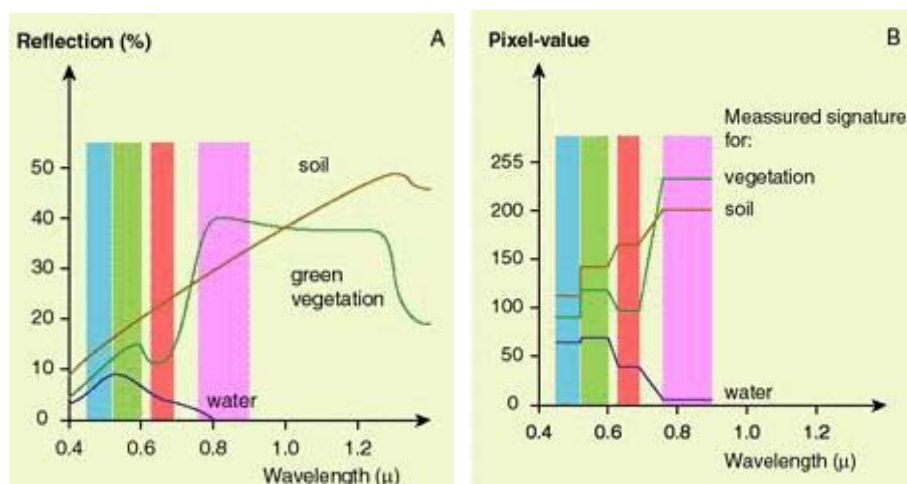 Reflection (%)
A
50
40
30
20
10
0
soil
green
vegetation
water
0.4
0.6
0.8
1.0
1.2
Wavelength (μ)
Pixel-value
B
Meassured signature
for:
255
200
150
100
50
0
vegetation
soil
water
0.4
0.6
0.8
1.0
1.2
Wavelength (μ)